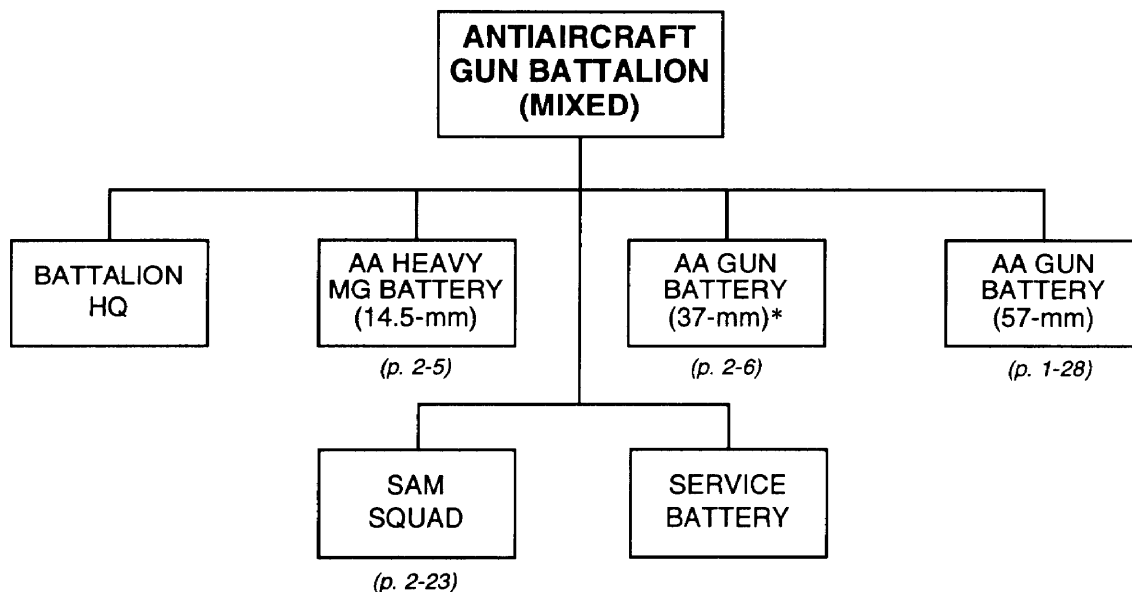 ANTIAIRCRAFT
GUN BATTALION
(MIXED)
BATTALION
HQ
AA HEAVY
MG BATTERY
(14.5-mm)
(p. 2-5)
AA GUN
BATTERY
(37-mm)*
(p. 2-6)
AA GUN
BATTERY
(57-mm)
(p. 1-28)
SAM
SQUAD
(p. 2-23)
SERVICE
BATTERY